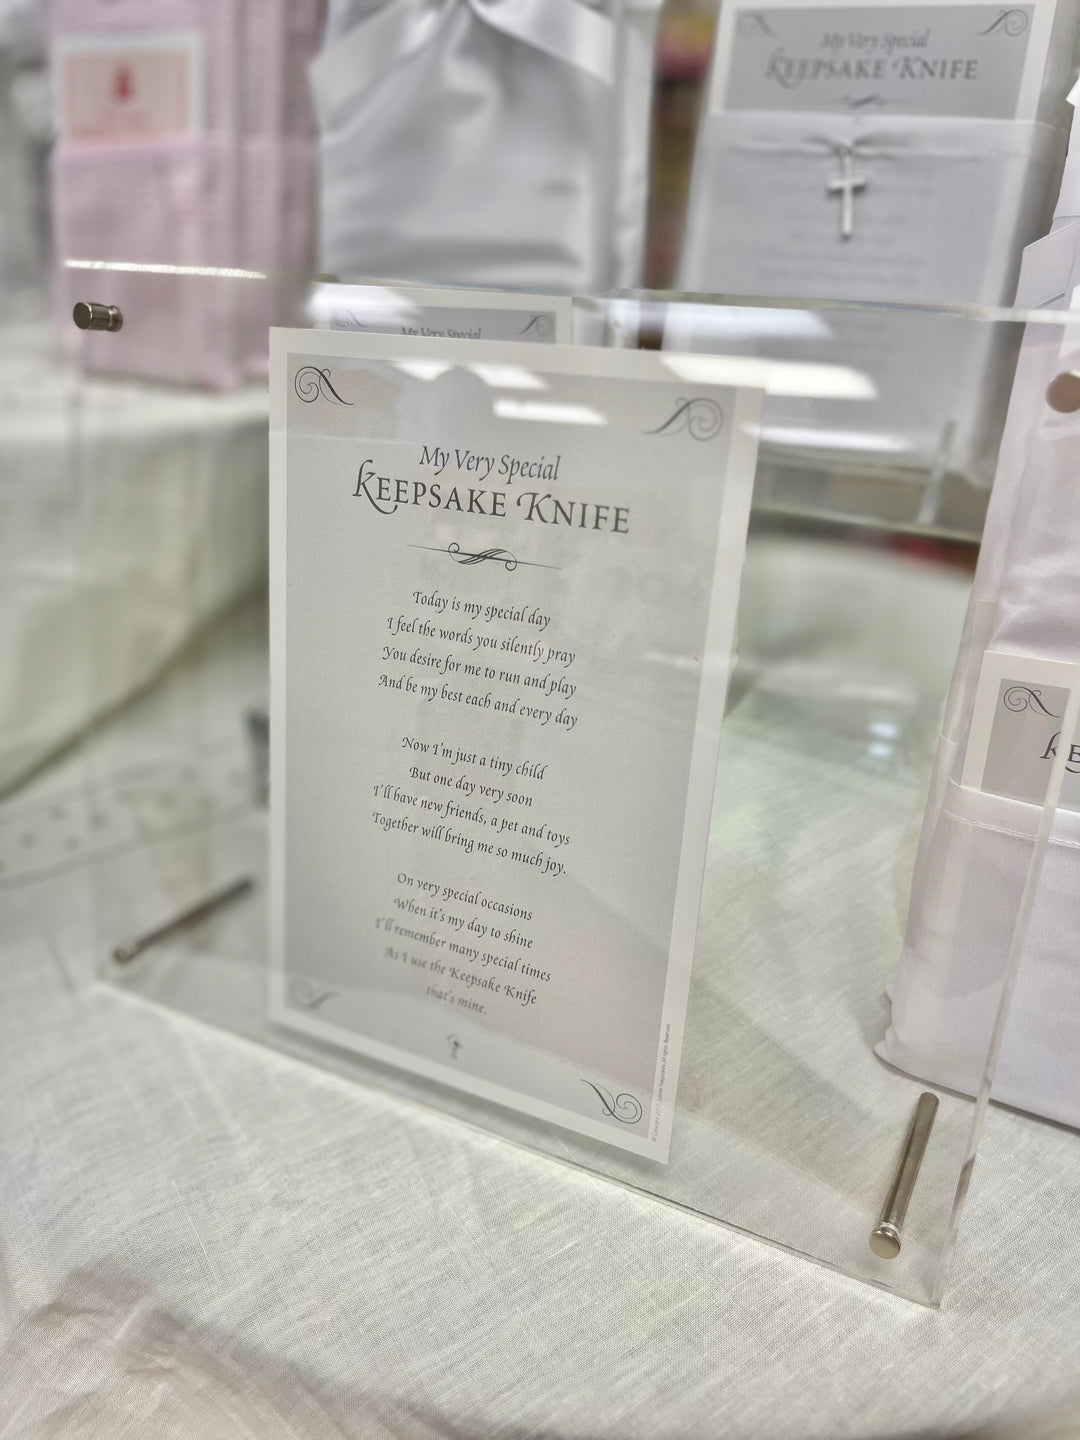 My Very Special
KEEPSAKE KNIFE
My Very Special
My Very Special
KEEPSAKE KNIFE
Today is my special day
I feel the words you silently pray
You desire for me to run and play
And be my best each and every day
Now I'm just a tiny child
But one day very soon
I'll have new friends, a pet and toys
Together will bring me so much joy.
On very special occasions
When it's my day to shine
I'll remember many special times
As I use the Keepsake Knife
that's mine.
KE